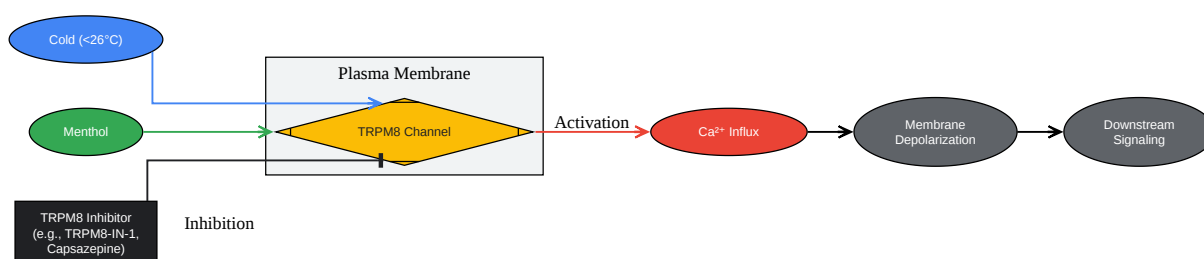 Cold (<26°C)
Plasma Membrane
Menthol
TRPM8 Channel
Activation
Ca²⁺ Influx
Membrane
Depolarization
Downstream
Signaling
TRPM8 Inhibitor
(e.g., TRPM8-IN-1,
Capsazepine)
Inhibition